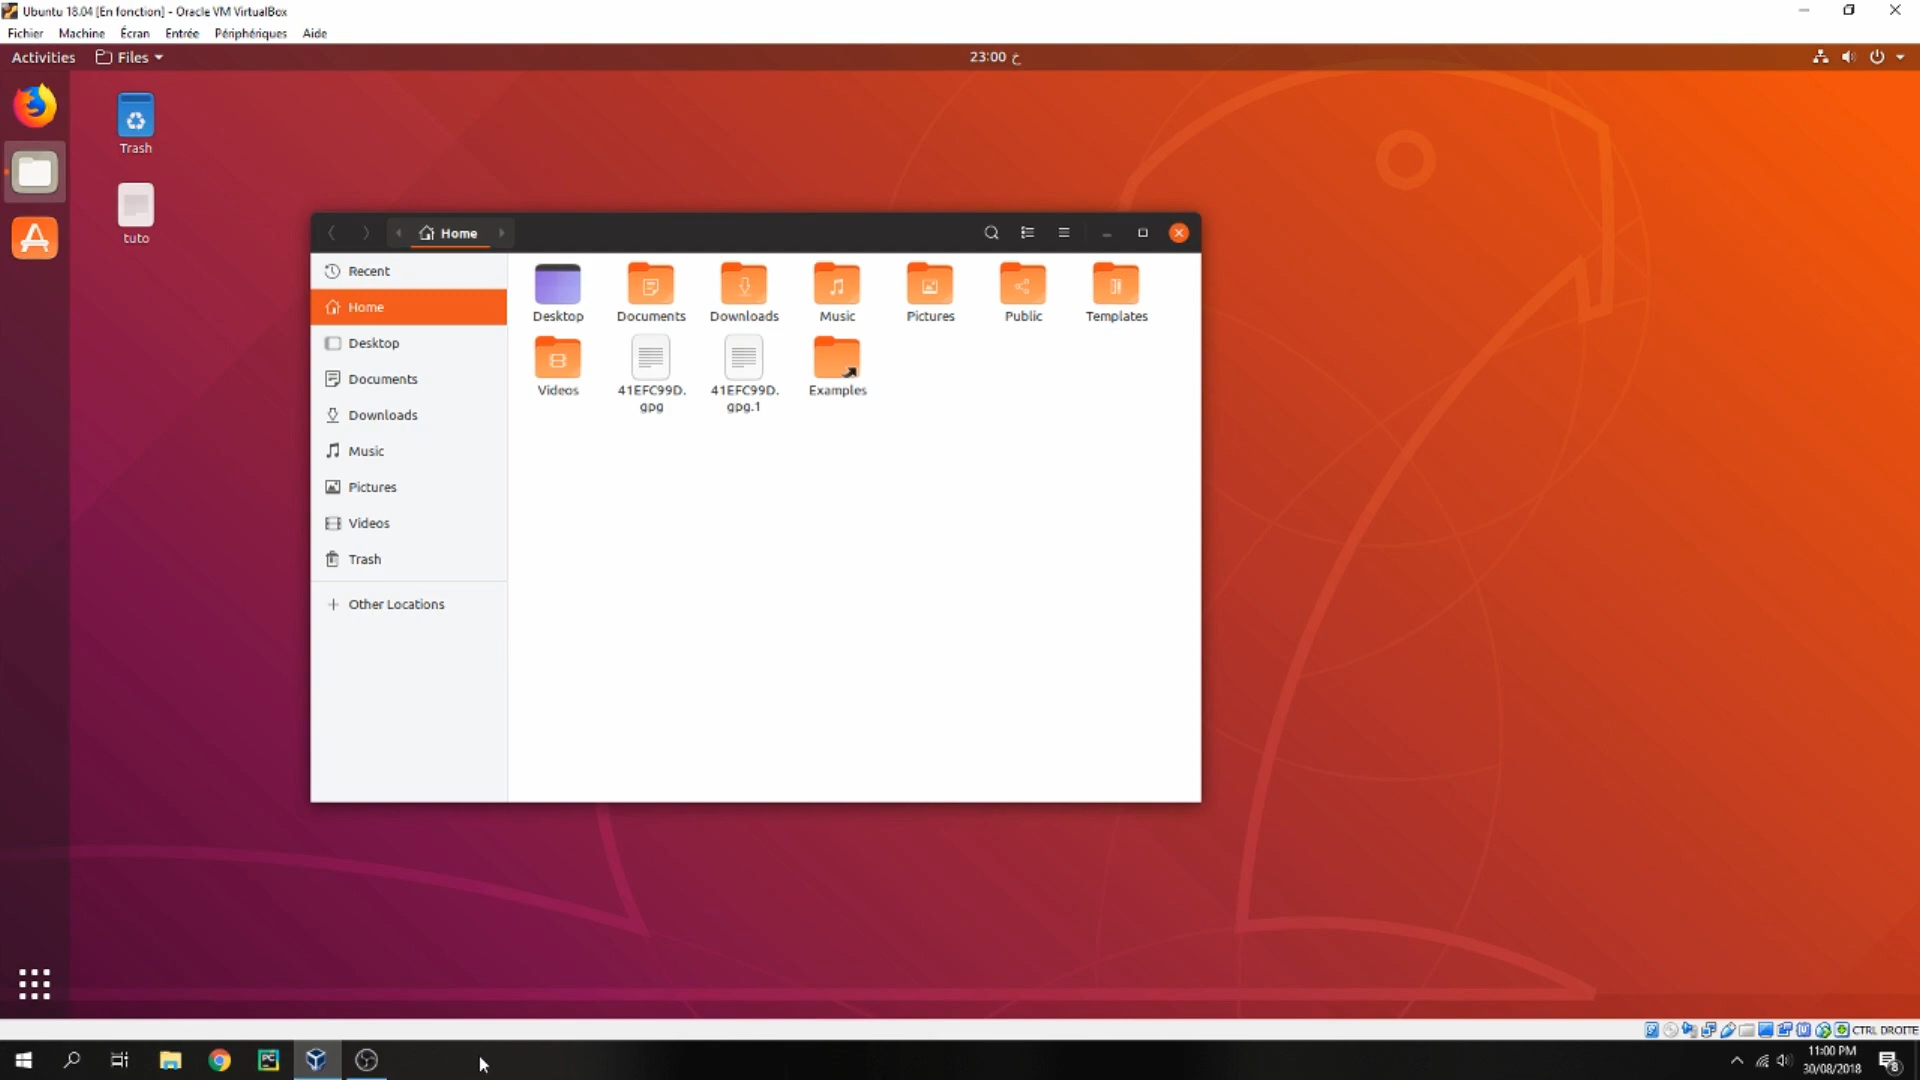 Ubuntu 18.04 [En fonction] - Oracle VM VirtualBox
Fichier Machine Écran Entrée Périphériques Aide
Activities Files 23:00 خ
Trash
tuto
Home
Recent
Home
Desktop
Documents
Downloads
Music
Pictures
Videos
Trash
Other Locations
Desktop Documents Downloads Music Pictures Public Templates
Videos 41EFC99D.gpg 41EFC99D.gpg.1 Examples
CTRL DROITE
PC
11:00 PM
30/08/2018
8